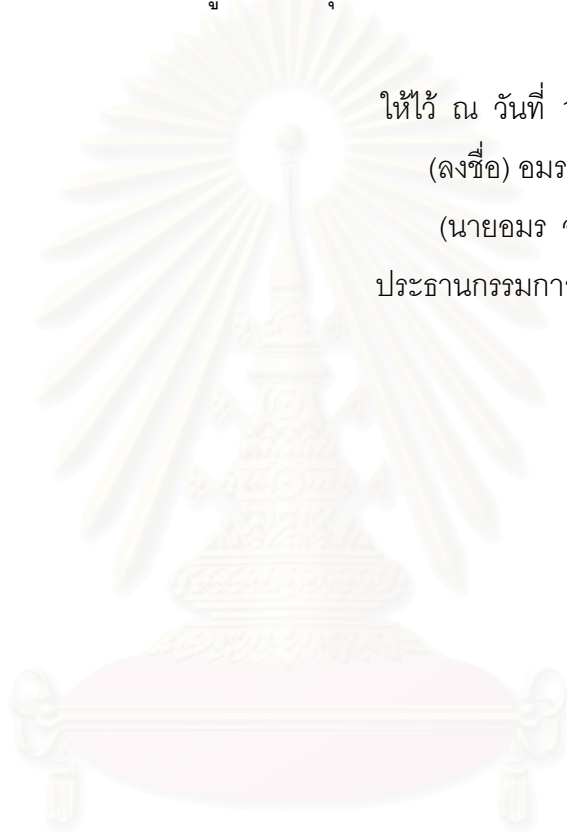 ให้ไว้ ณ วันที่
(ลงชื่อ) อมร
(นายอมร
ประธานกรรมการ